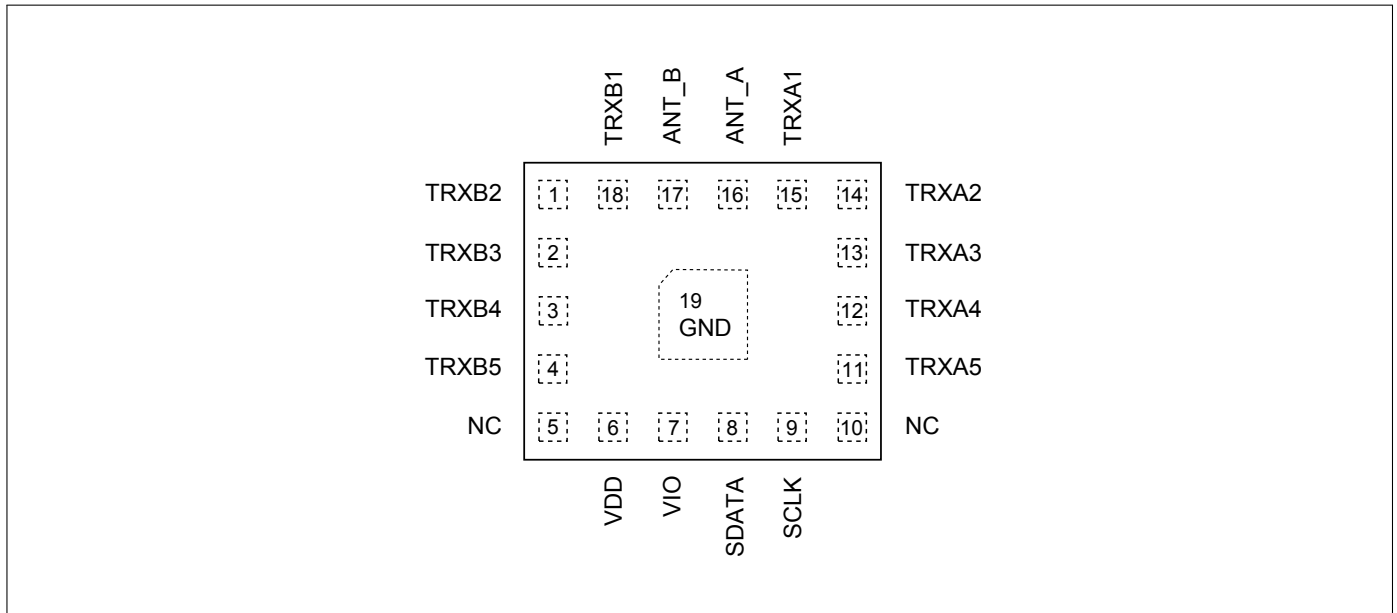 TRXB1
ANT_B
ANT_A
TRXA1
TRXB2 1 18 17 16 15 14 TRXA2
TRXB3 2 13 TRXA3
TRXB4 3 19 12 TRXA4
GND
TRXB5 4 11 TRXA5
NC 5 6 7 8 9 10 NC
VDD
VIO
SDATA
SCLK